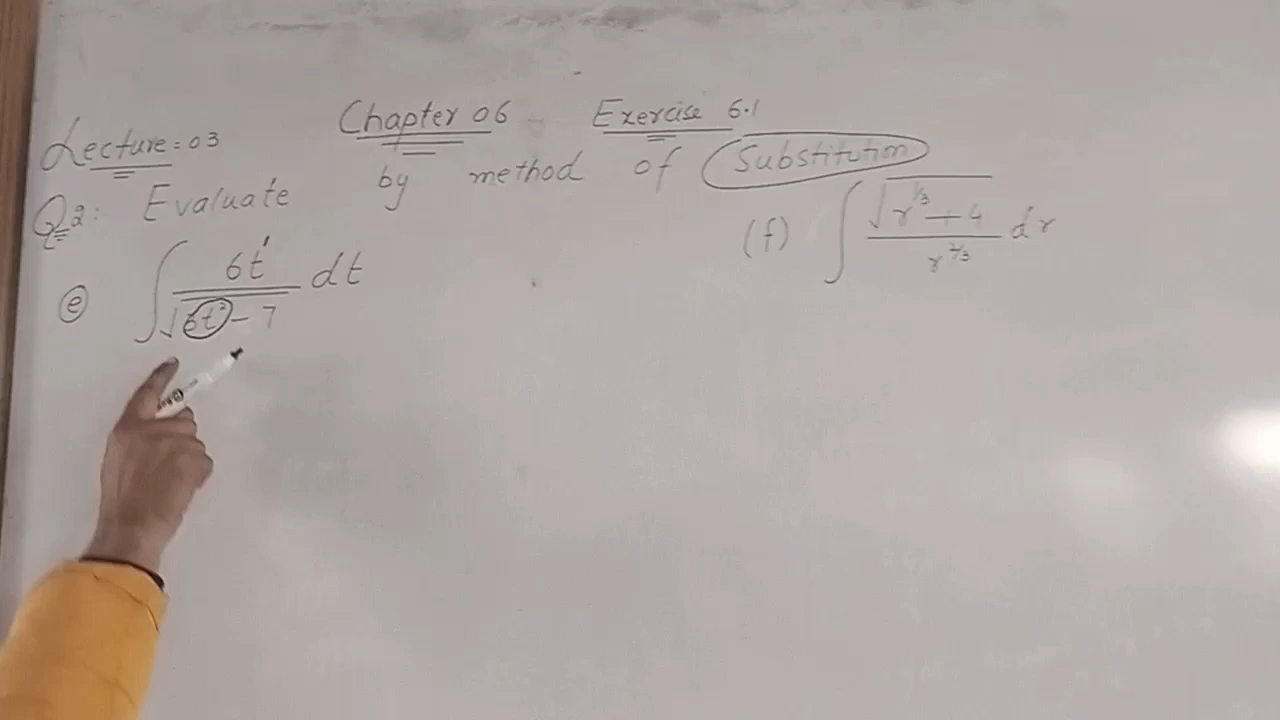 Lecture: 03 Chapter 06 Exercise 6.1
Q2: Evaluate by method of Substitution
(e) ∫ 6t¹/√(6t² - 7) dt
(f) ∫ √(r^(1/3) + 4)/r^(2/3) dr